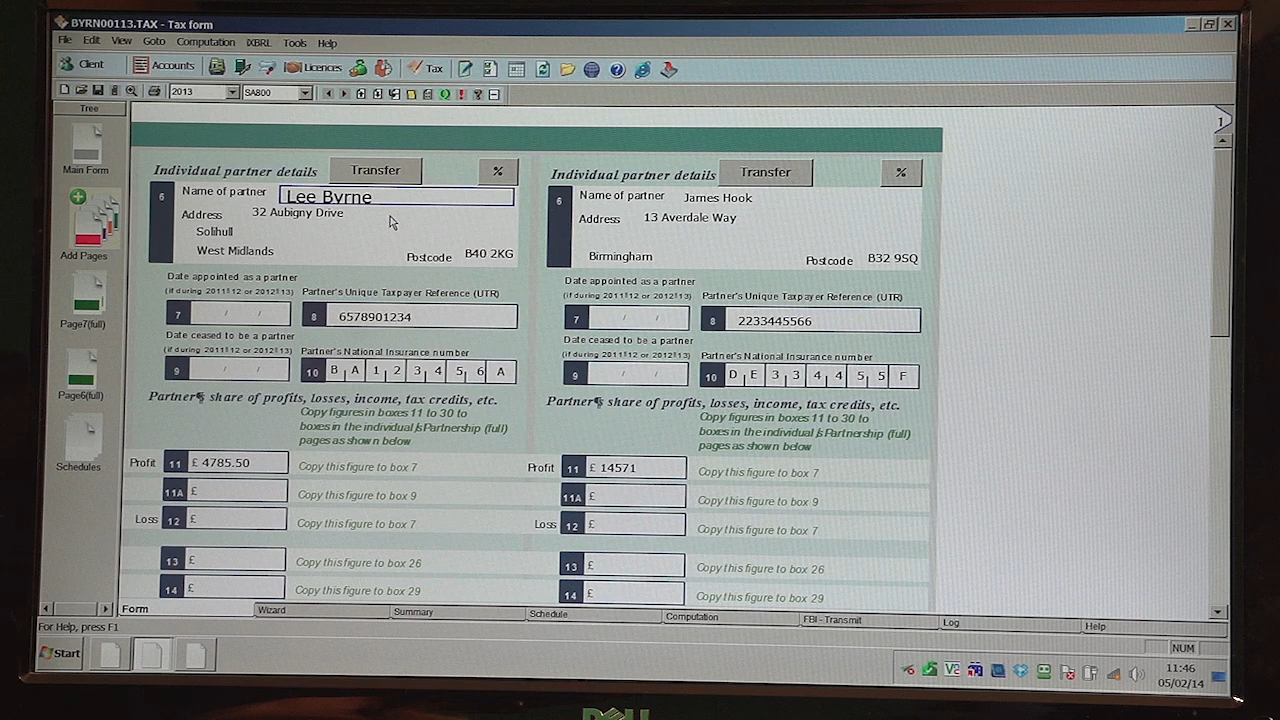 BYRN00113.TAX - Tax form
File Edit View Goto Computation iXBRL Tools Help
Client Accounts Licences Tax
2013 SA800
Tree
1
Main Form
Add Pages
Page7(full)
Page6(full)
Schedules
Individual partner details Transfer %
6 Name of partner Lee Byrne
Address 32 Aubigny Drive
Solihull
West Midlands
Postcode B40 2KG
Date appointed as a partner
(if during 2011 12 or 2012 13) Partner's Unique Taxpayer Reference (UTR)
7 / / 8 6578901234
Date ceased to be a partner
(if during 2011 12 or 2012 13) Partner's National Insurance number
9 / / 10 B A 1 2 3 4 5 6 A
Partner¶s share of profits, losses, income, tax credits, etc.
Copy figures in boxes 11 to 30 to
boxes in the individual's Partnership (full)
pages as shown below
Profit 11 £ 4785.50 Copy this figure to box 7
11A £ Copy this figure to box 9
Loss 12 £ Copy this figure to box 7
13 £ Copy this figure to box 26
14 £ Copy this figure to box 29
Individual partner details Transfer %
6 Name of partner James Hook
Address 13 Averdale Way
Birmingham
Postcode B32 9SQ
Date appointed as a partner
(if during 2011 12 or 2012 13) Partner's Unique Taxpayer Reference (UTR)
7 / / 8 2233445566
Date ceased to be a partner
(if during 2011 12 or 2012 13) Partner's National Insurance number
9 / / 10 D E 3 3 4 4 5 5 F
Partner¶s share of profits, losses, income, tax credits, etc.
Copy figures in boxes 11 to 30 to
boxes in the individual's Partnership (full)
pages as shown below
Profit 11 £ 14571 Copy this figure to box 7
11A £ Copy this figure to box 9
Loss 12 £ Copy this figure to box 7
13 £ Copy this figure to box 26
14 £ Copy this figure to box 29
Form Wizard Summary Schedule Computation FBI - Transmit Log Help
For Help, press F1
NUM
Start
11:46
05/02/14
DELL